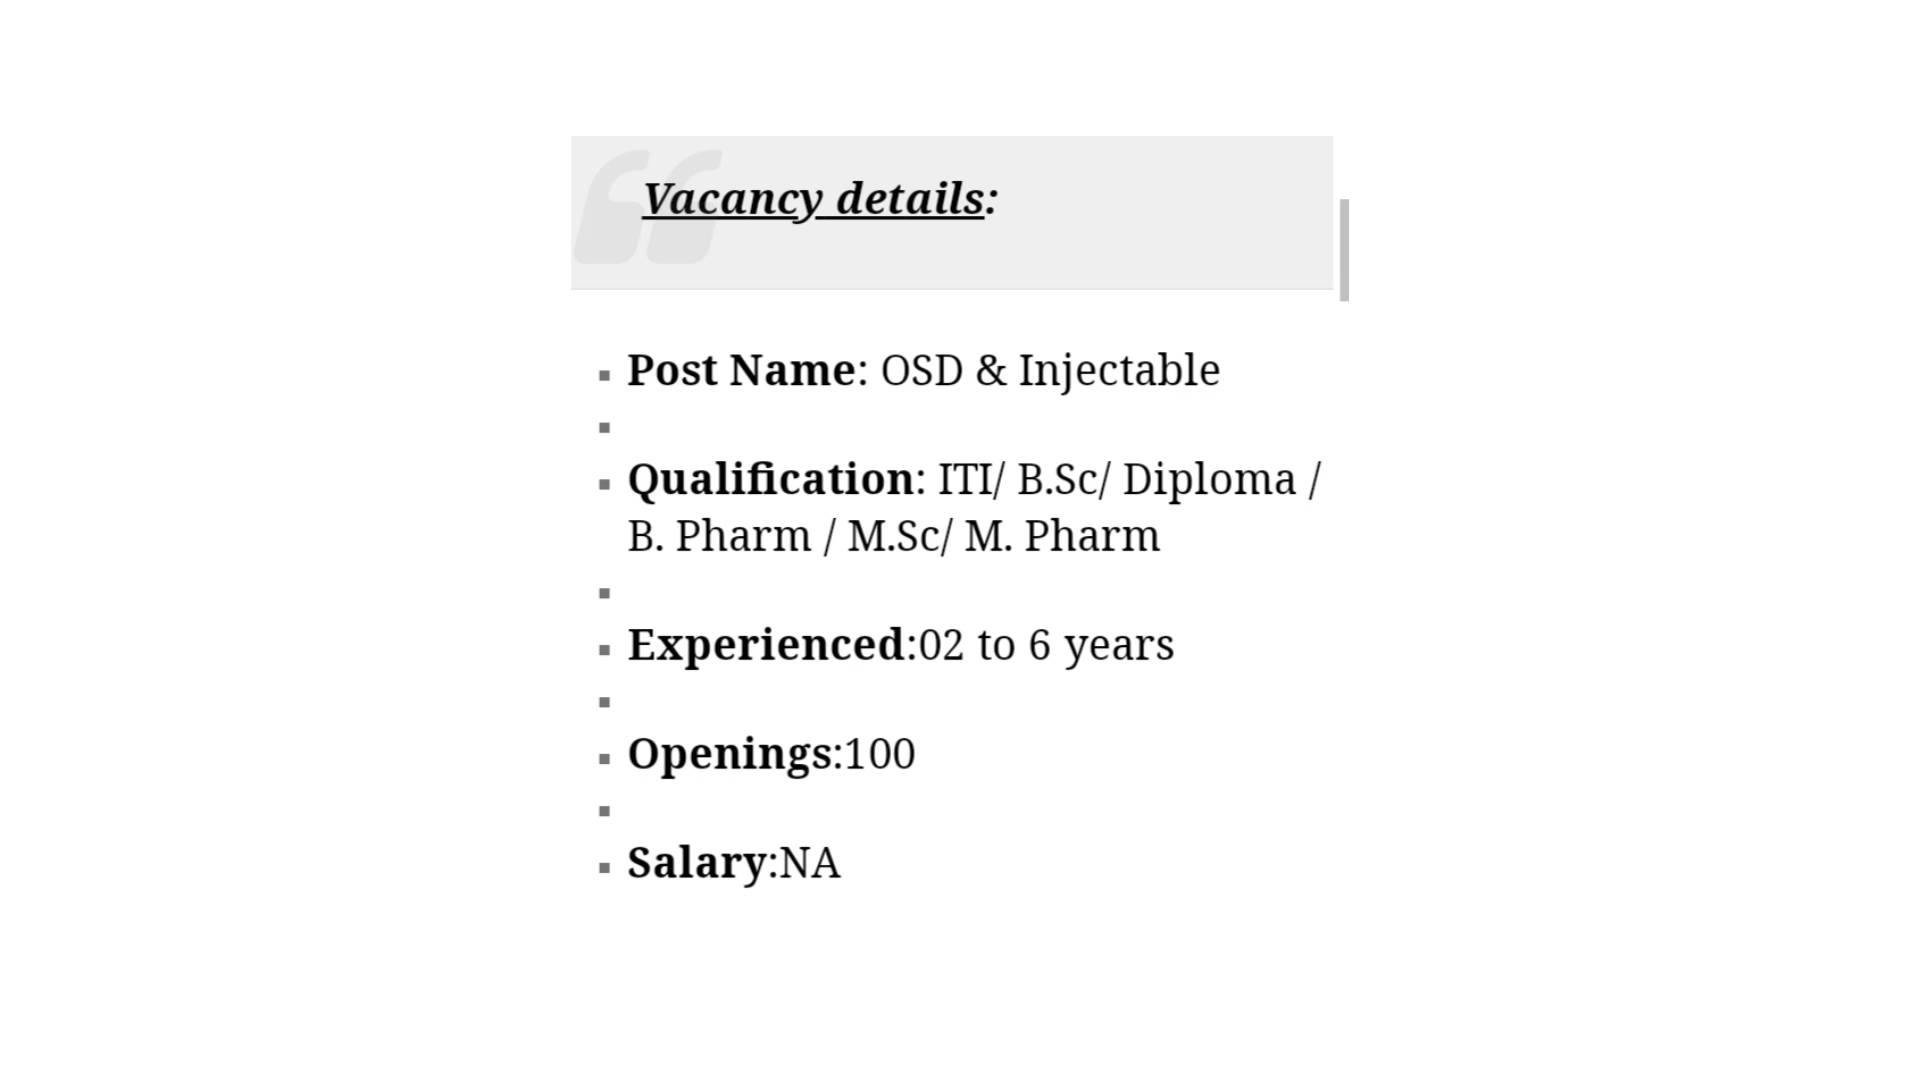 Vacancy details:
Post Name: OSD & Injectable
Qualification: ITI/ B.Sc/ Diploma /
B. Pharm / M.Sc/ M. Pharm
Experienced:02 to 6 years
Openings:100
Salary:NA